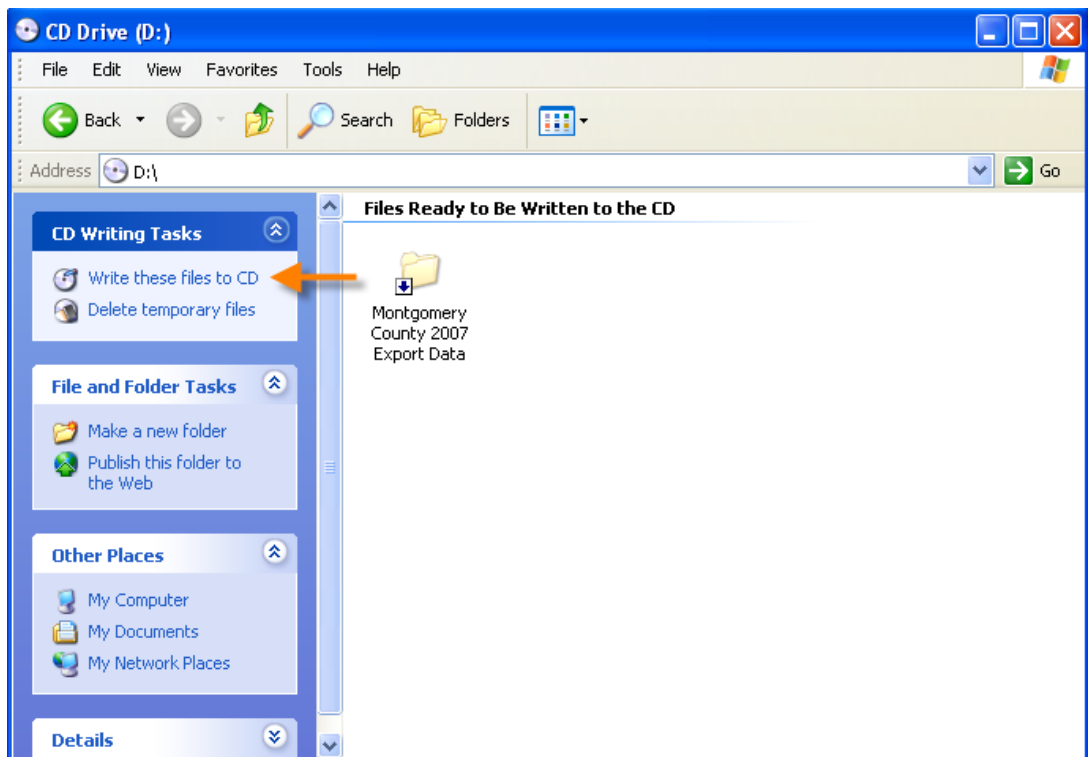 CD Drive (D:)
File Edit View Favorites Tools Help
Back Search Folders
Address D:\ Go
CD Writing Tasks
Write these files to CD
Delete temporary files
File and Folder Tasks
Make a new folder
Publish this folder to
the Web
Other Places
My Computer
My Documents
My Network Places
Details
Files Ready to Be Written to the CD
Montgomery
County 2007
Export Data